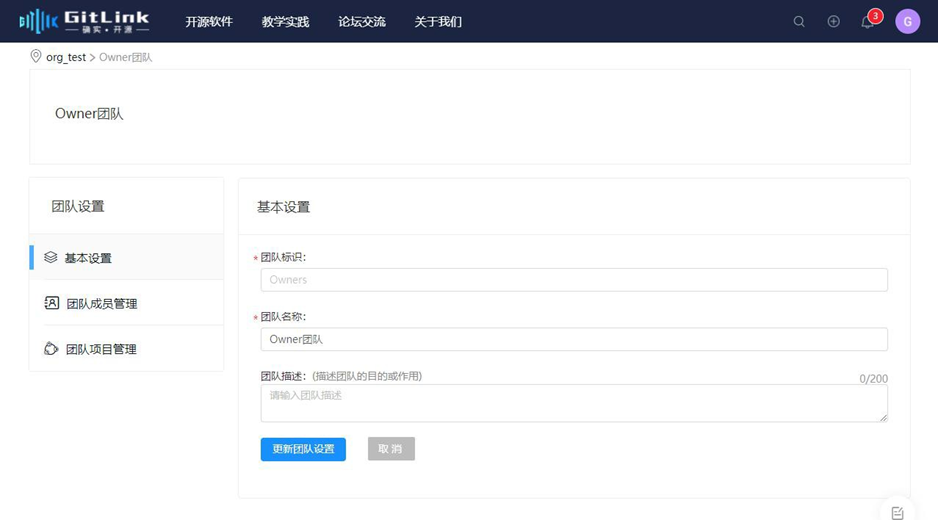 GitLink
确实·开源
开源软件 教学实践 论坛交流 关于我们 3 G
org_test > Owner团队
Owner团队
团队设置
基本设置
团队成员管理
团队项目管理
基本设置
* 团队标识:
Owners
* 团队名称:
Owner团队
团队描述: (描述团队的目的或作用) 0/200
请输入团队描述
更新团队设置 取 消